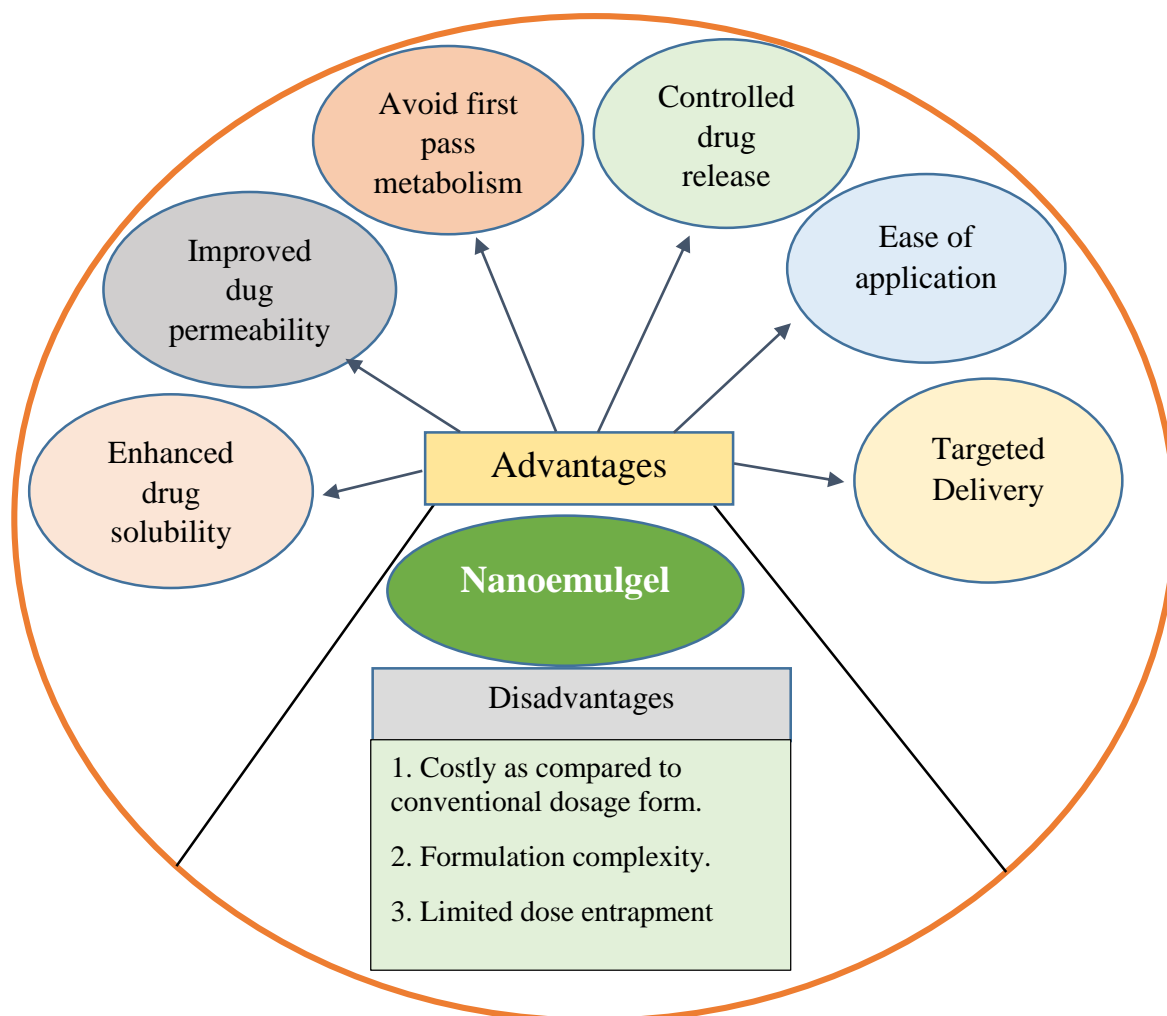 Avoid first
pass
metabolism
Controlled
drug
release
Improved
dug
permeability
Ease of
application
Enhanced
drug
solubility
Advantages
Targeted
Delivery
Nanoemulgel
Disadvantages
1. Costly as compared to
conventional dosage form.
2. Formulation complexity.
3. Limited dose entrapment